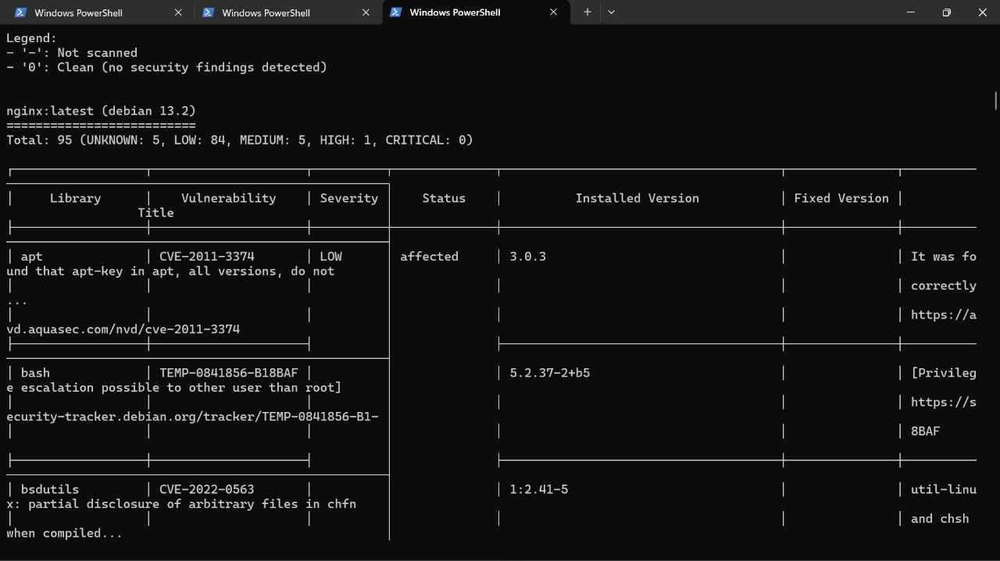 Windows PowerShell
Windows PowerShell
Windows PowerShell
Legend:
- '-': Not scanned
- '0': Clean (no security findings detected)
nginx:latest (debian 13.2)
==========================
Total: 95 (UNKNOWN: 5, LOW: 84, MEDIUM: 5, HIGH: 1, CRITICAL: 0)
Library Vulnerability Severity Status Installed Version Fixed Version
Title
apt CVE-2011-3374 LOW affected 3.0.3 It was fo
und that apt-key in apt, all versions, do not
correctly
...
https://a
vd.aquasec.com/nvd/cve-2011-3374
bash TEMP-0841856-B18BAF 5.2.37-2+b5 [Privileg
e escalation possible to other user than root]
https://s
ecurity-tracker.debian.org/tracker/TEMP-0841856-B1-
8BAF
bsdutils CVE-2022-0563 1:2.41-5 util-linu
x: partial disclosure of arbitrary files in chfn
and chsh
when compiled...